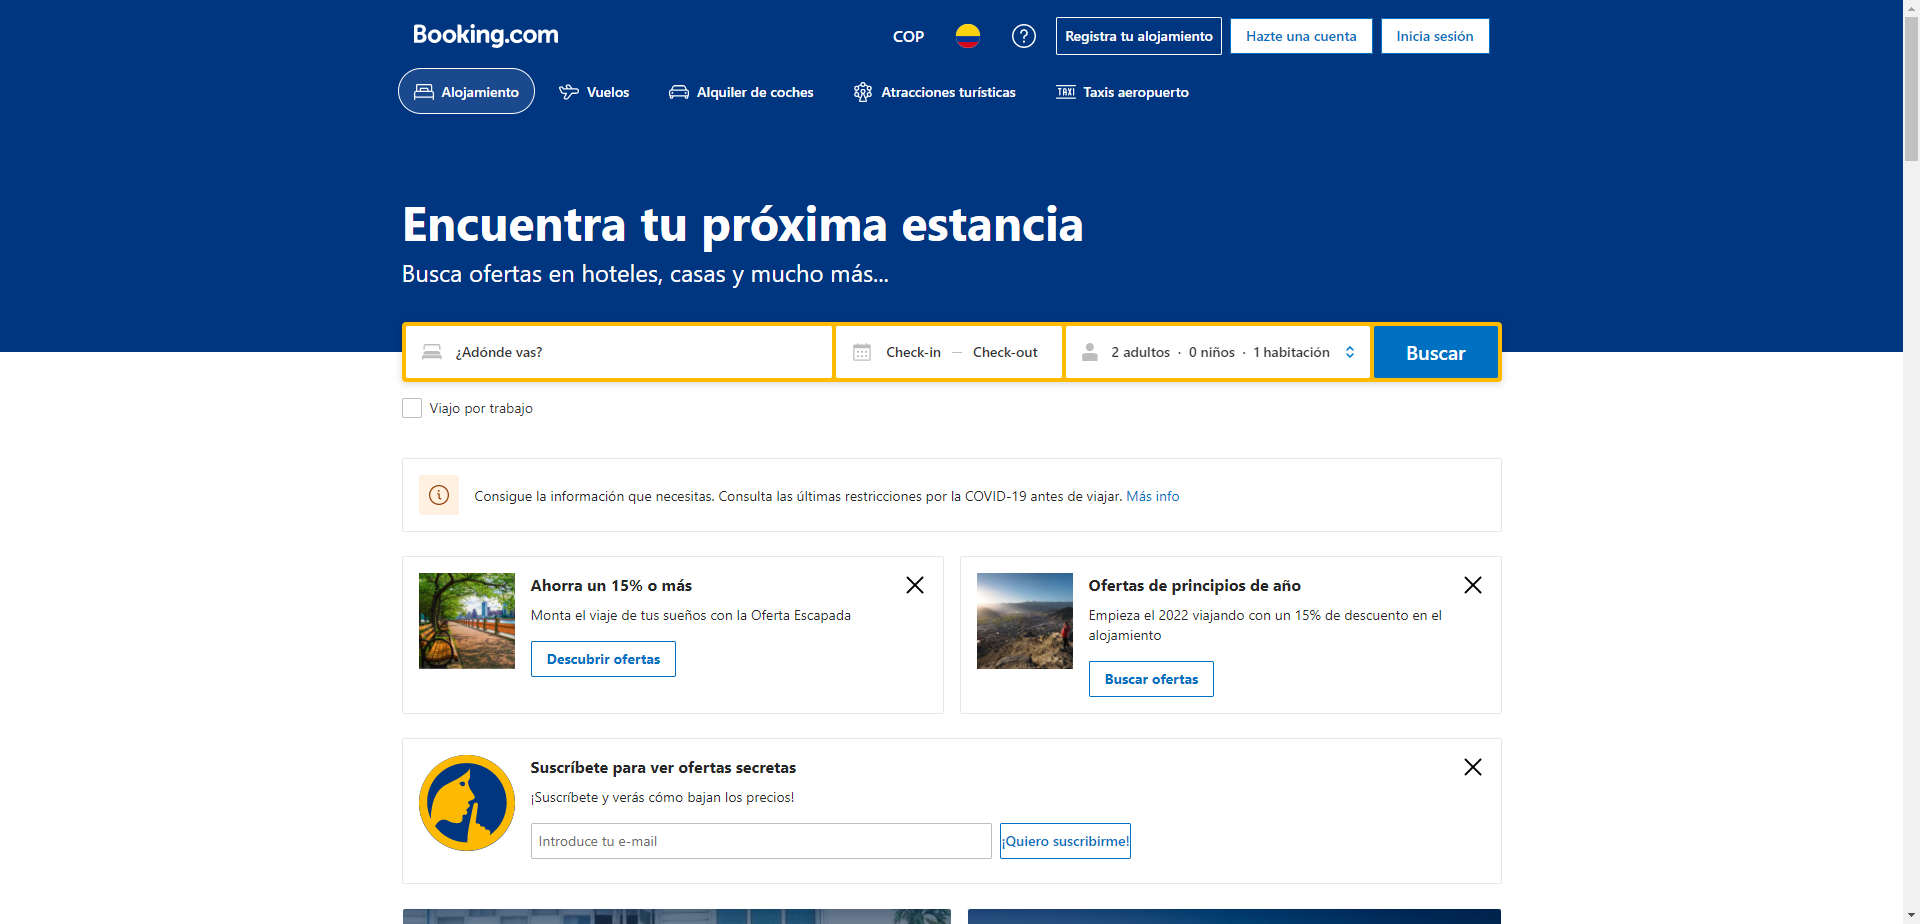 Booking.com
COP
Registra tu alojamiento
Hazte una cuenta
Inicia sesión
Alojamiento
Vuelos
Alquiler de coches
Atracciones turísticas
TAXI
Taxis aeropuerto
Encuentra tu próxima estancia
Busca ofertas en hoteles, casas y mucho más...
¿Adónde vas?
Check-in — Check-out
2 adultos · 0 niños · 1 habitación
Buscar
Viajo por trabajo
Consigue la información que necesitas. Consulta las últimas restricciones por la COVID-19 antes de viajar. Más info
Ahorra un 15% o más
Monta el viaje de tus sueños con la Oferta Escapada
Descubrir ofertas
Ofertas de principios de año
Empieza el 2022 viajando con un 15% de descuento en el
alojamiento
Buscar ofertas
Suscríbete para ver ofertas secretas
¡Suscríbete y verás cómo bajan los precios!
Introduce tu e-mail
¡Quiero suscribirme!